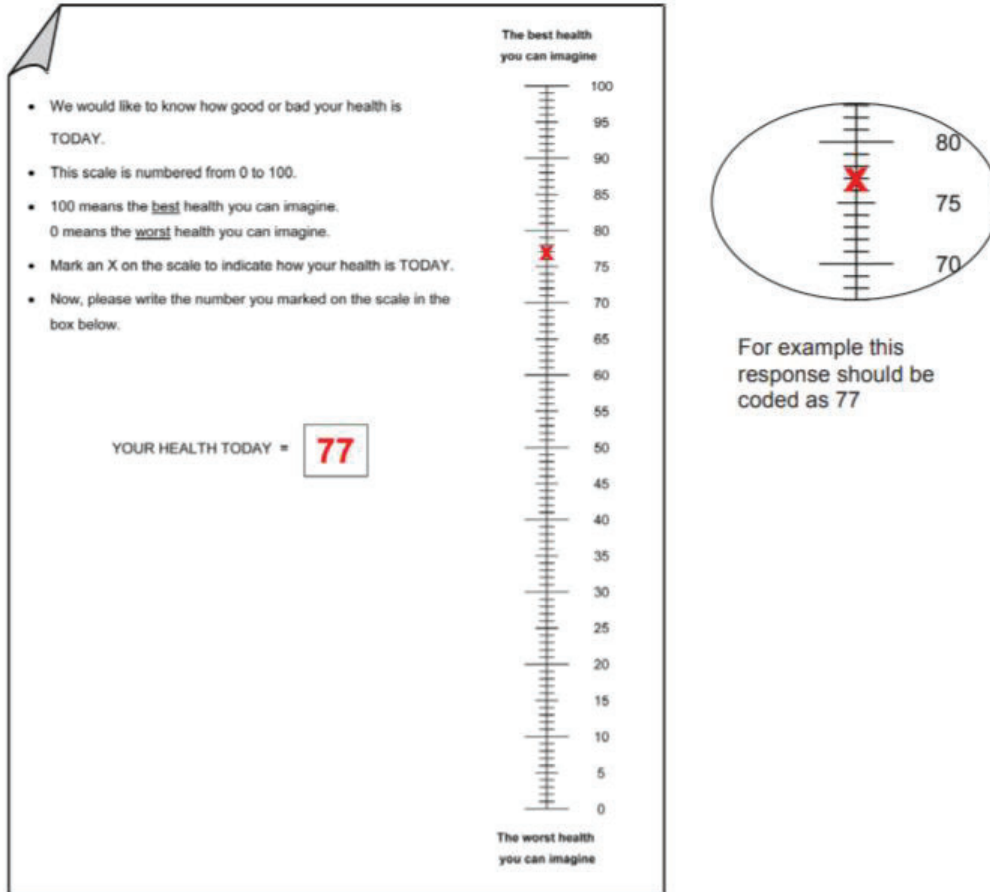 • We would like to know how good or bad your health is
TODAY.
• This scale is numbered from 0 to 100.
• 100 means the best health you can imagine.
0 means the worst health you can imagine.
• Mark an X on the scale to indicate how your health is TODAY.
• Now, please write the number you marked on the scale in the
box below.
YOUR HEALTH TODAY = 77
The best health
you can imagine
100
95
90
85
80
X
75
70
65
60
55
50
45
40
35
30
25
20
15
10
5
0
The worst health
you can imagine
80
X
75
70
For example this
response should be
coded as 77